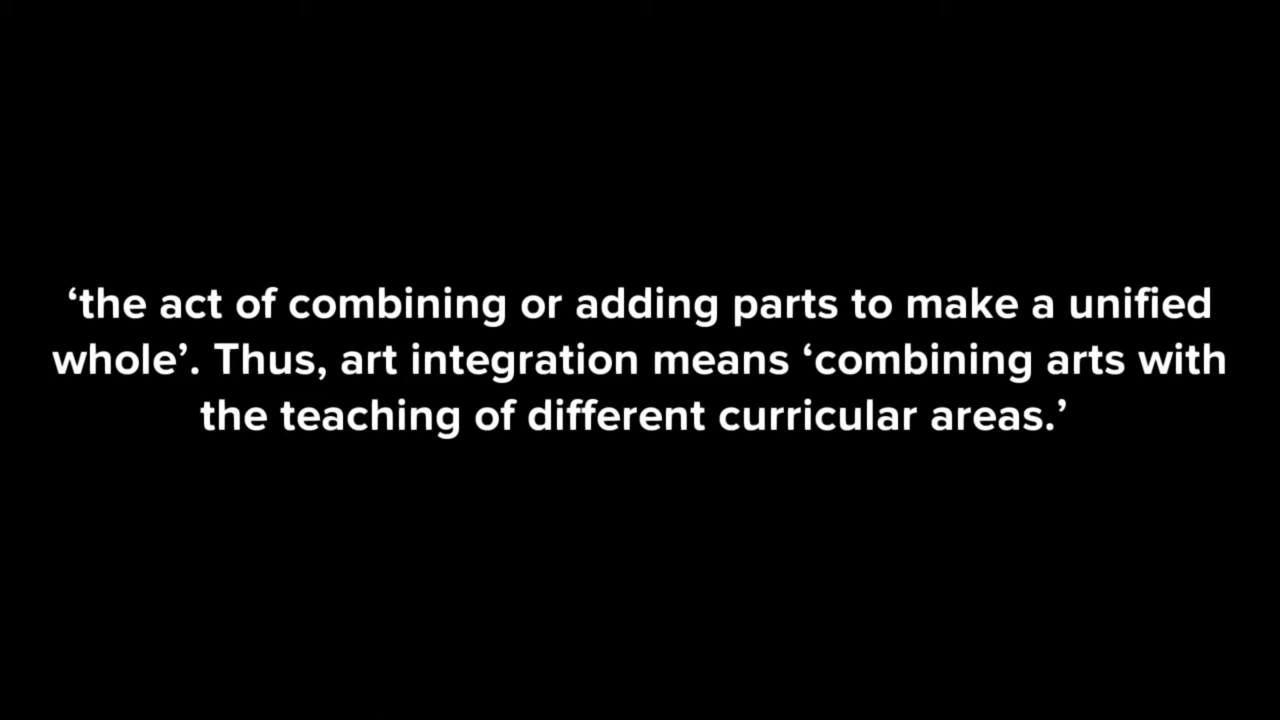 ‘the act of combining or adding parts to make a unified
whole’. Thus, art integration means ‘combining arts with
the teaching of different curricular areas.’